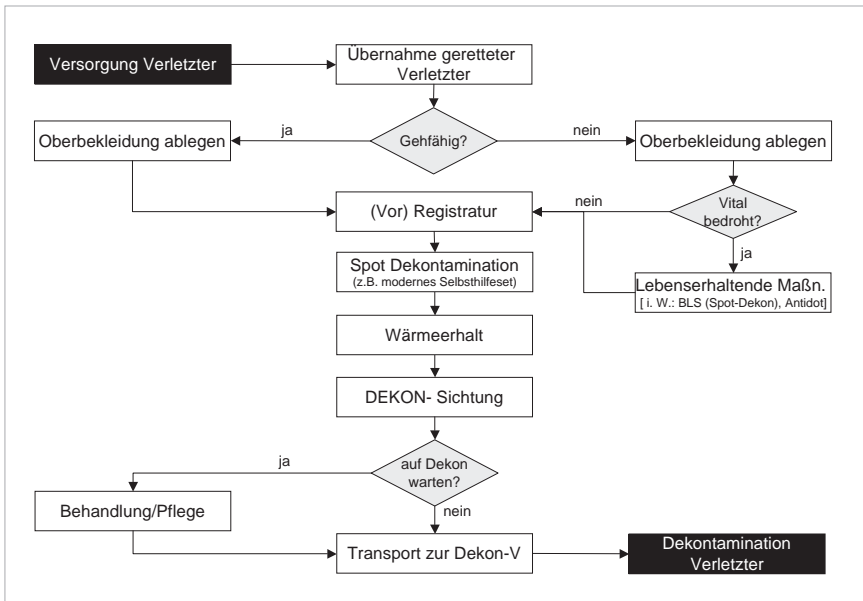 Versorgung Verletzter
Übernahme geretteter
Verletzter
Oberbekleidung ablegen
ja
Gehfähig?
nein
Oberbekleidung ablegen
(Vor) Registratur
nein
Vital
bedroht?
ja
Spot Dekontamination
(z.B. modernes Selbsthilfeset)
Lebenserhaltende Maßn.
[ i. W.: BLS (Spot-Dekon), Antidot]
Wärmeerhalt
DEKON- Sichtung
ja
auf Dekon
warten?
nein
Behandlung/Pflege
Transport zur Dekon-V
Dekontamination
Verletzter